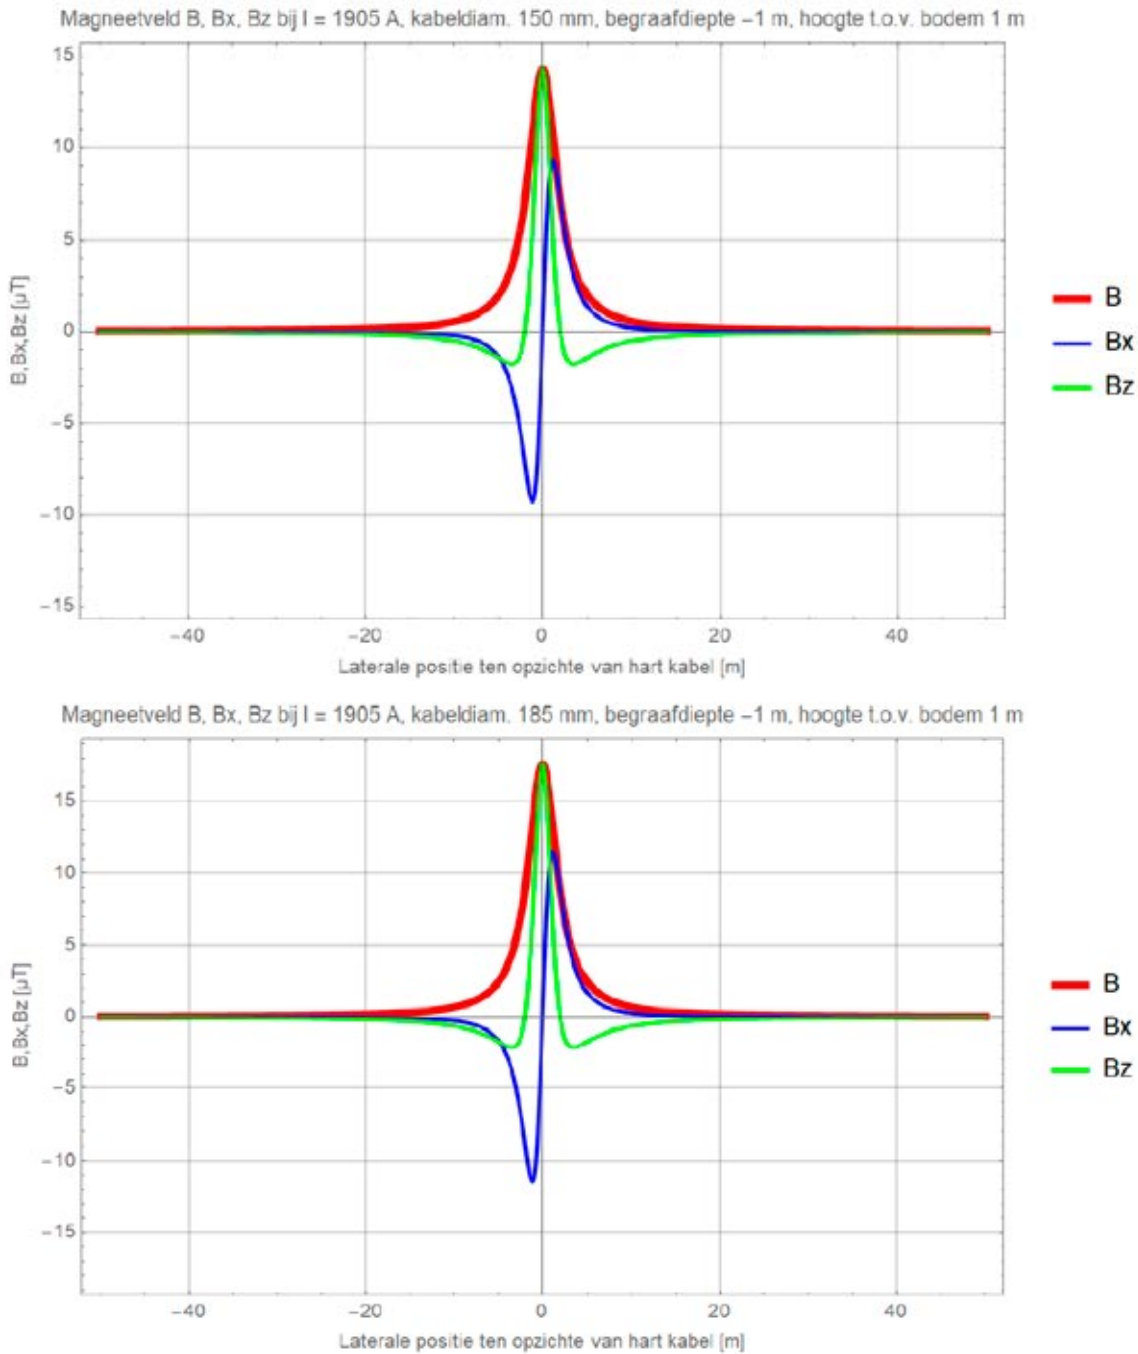 Magneetveld B, Bx, Bz bij I = 1905 A, kabeldiam. 150 mm, begraafdiepte −1 m, hoogte t.o.v. bodem 1 m
15
10
5
0
−5
−10
−15
B,Bx,Bz [µT]
−40 −20 0 20 40
Laterale positie ten opzichte van hart kabel [m]
B
Bx
Bz
Magneetveld B, Bx, Bz bij I = 1905 A, kabeldiam. 185 mm, begraafdiepte −1 m, hoogte t.o.v. bodem 1 m
15
10
5
0
−5
−10
−15
B,Bx,Bz [µT]
−40 −20 0 20 40
Laterale positie ten opzichte van hart kabel [m]
B
Bx
Bz